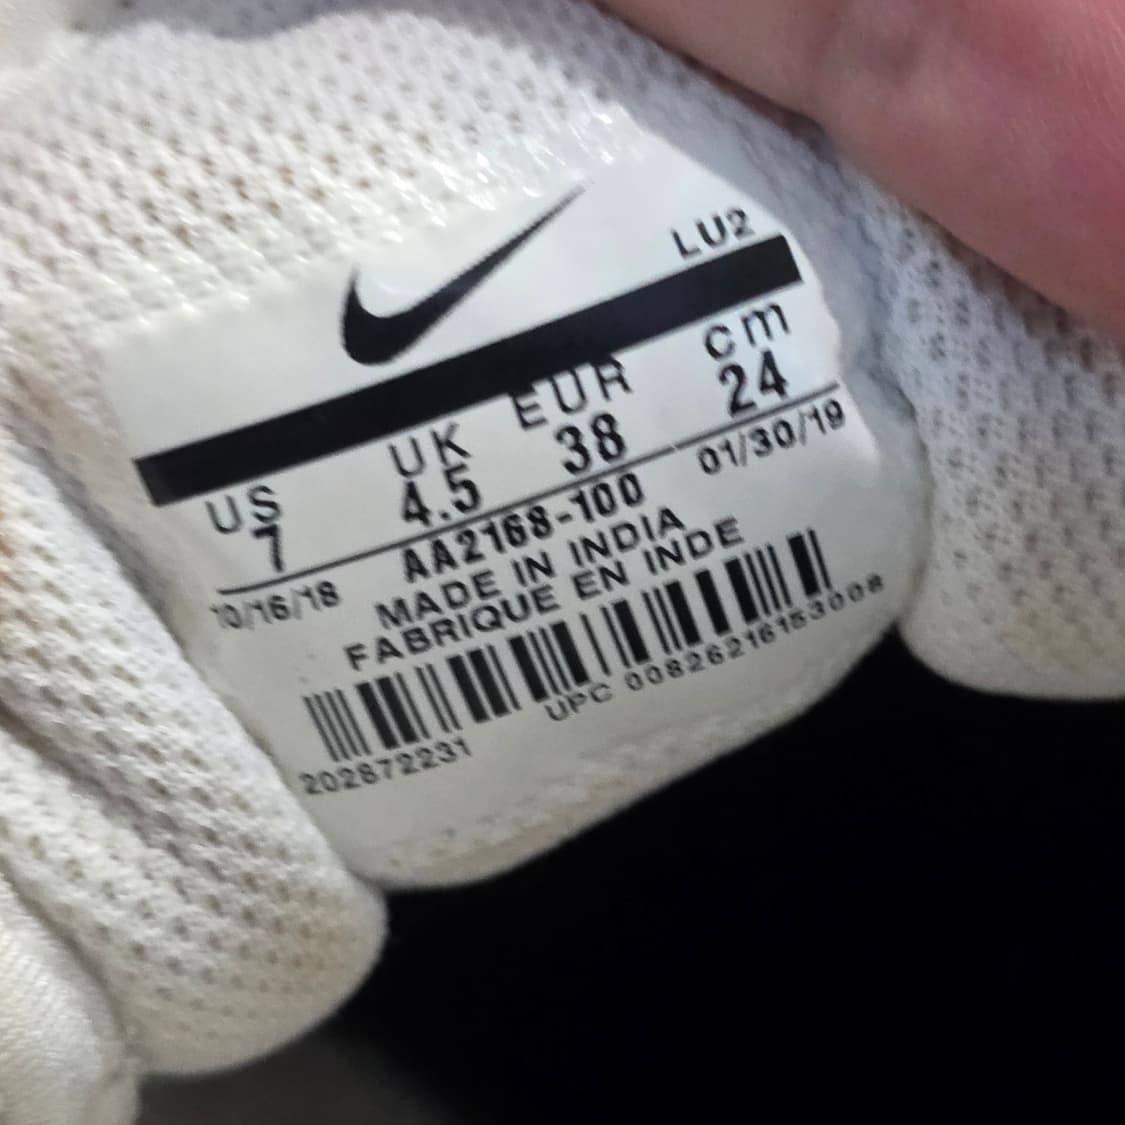 LU2
US UK EUR cm
7 4.5 38 24
10/16/18 AA2168-100 01/30/19
MADE IN INDIA
FABRIQUE EN INDE
202872231 UPC 00826216153008